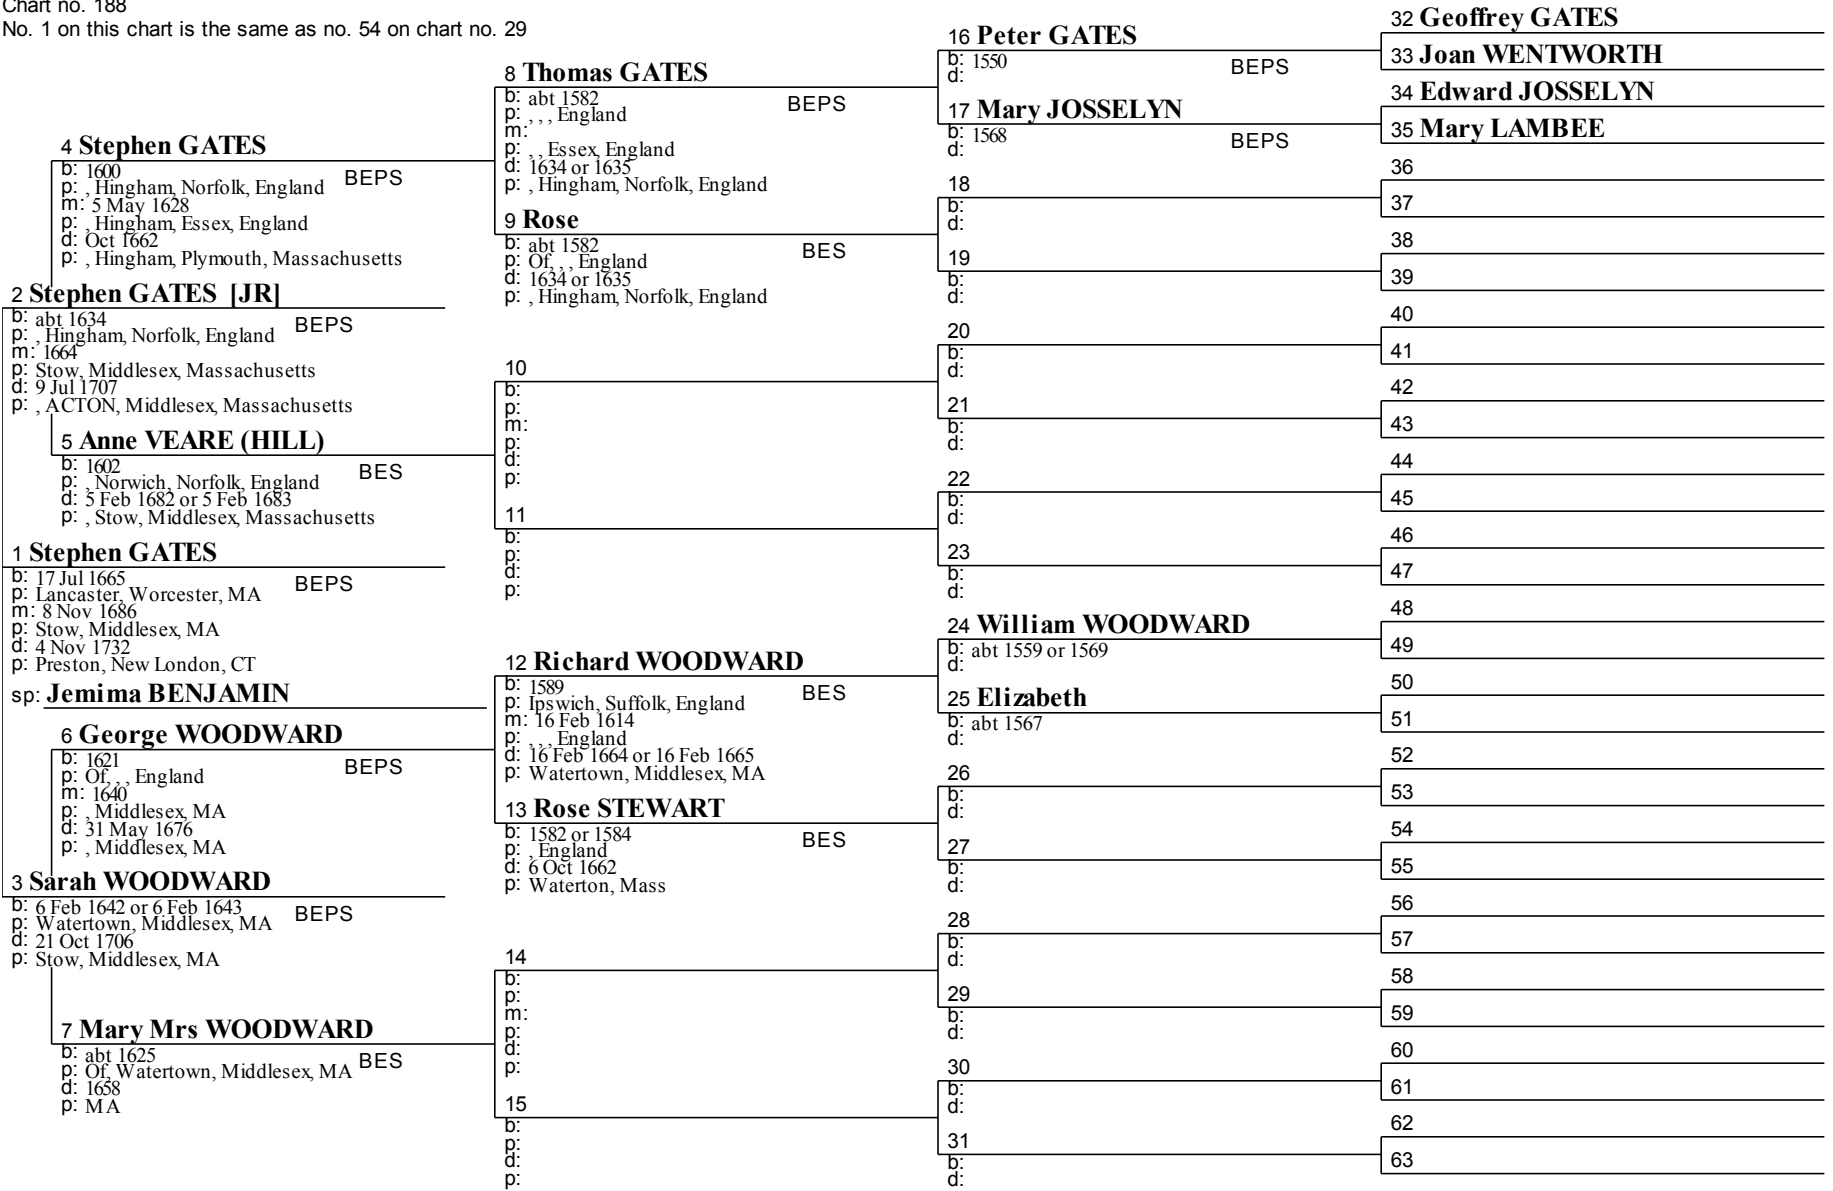 Chart no. 188
No. 1 on this chart is the same as no. 54 on chart no. 29
4 Stephen GATES
b: 1600
BEPS
p: , Hingham, Norfolk, England
m: 5 May 1628
p: , Hingham, Essex, England
d: Oct 1662
p: , Hingham, Plymouth, Massachusetts
2 Stephen GATES [JR]
b: abt 1634
BEPS
p: , Hingham, Norfolk, England
m: 1664
p: Stow, Middlesex, Massachusetts
d: 9 Jul 1707
p: , ACTON, Middlesex, Massachusetts
5 Anne VEARE (HILL)
b: 1602
BES
p: , Norwich, Norfolk, England
d: 5 Feb 1682 or 5 Feb 1683
p: , Stow, Middlesex, Massachusetts
1 Stephen GATES
b: 17 Jul 1665
BEPS
p: Lancaster, Worcester, MA
m: 8 Nov 1686
p: Stow, Middlesex, MA
d: 4 Nov 1732
p: Preston, New London, CT
sp: Jemima BENJAMIN
6 George WOODWARD
b: 1621
BEPS
p: Of, , , England
m: 1640
p: , Middlesex, MA
d: 31 May 1676
p: , Middlesex, MA
3 Sarah WOODWARD
b: 6 Feb 1642 or 6 Feb 1643
BEPS
p: Watertown, Middlesex, MA
d: 21 Oct 1706
p: Stow, Middlesex, MA
7 Mary Mrs WOODWARD
b: abt 1625
BES
p: Of, Watertown, Middlesex, MA
d: 1658
p: MA
8 Thomas GATES
b: abt 1582
BEPS
p: , , , England
m:
p: , , Essex, England
d: 1634 or 1635
p: , Hingham, Norfolk, England
9 Rose
b: abt 1582
BES
p: Of, , , England
d: 1634 or 1635
p: , Hingham, Norfolk, England
10
b:
p:
m:
p:
d:
p:
11
b:
p:
d:
p:
12 Richard WOODWARD
b: 1589
BES
p: Ipswich, Suffolk, England
m: 16 Feb 1614
p: , , , England
d: 16 Feb 1664 or 16 Feb 1665
p: Watertown, Middlesex, MA
13 Rose STEWART
b: 1582 or 1584
BES
p: , England
d: 6 Oct 1662
p: Waterton, Mass
14
b:
p:
m:
p:
d:
p:
15
b:
p:
d:
p:
16 Peter GATES
b: 1550
BEPS
d:
17 Mary JOSSELYN
b: 1568
BEPS
d:
18
b:
d:
19
b:
d:
20
b:
d:
21
b:
d:
22
b:
d:
23
b:
d:
24 William WOODWARD
b: abt 1559 or 1569
d:
25 Elizabeth
b: abt 1567
d:
26
b:
d:
27
b:
d:
28
b:
d:
29
b:
d:
30
b:
d:
31
b:
d:
32 Geoffrey GATES
33 Joan WENTWORTH
34 Edward JOSSELYN
35 Mary LAMBEE
36
37
38
39
40
41
42
43
44
45
46
47
48
49
50
51
52
53
54
55
56
57
58
59
60
61
62
63